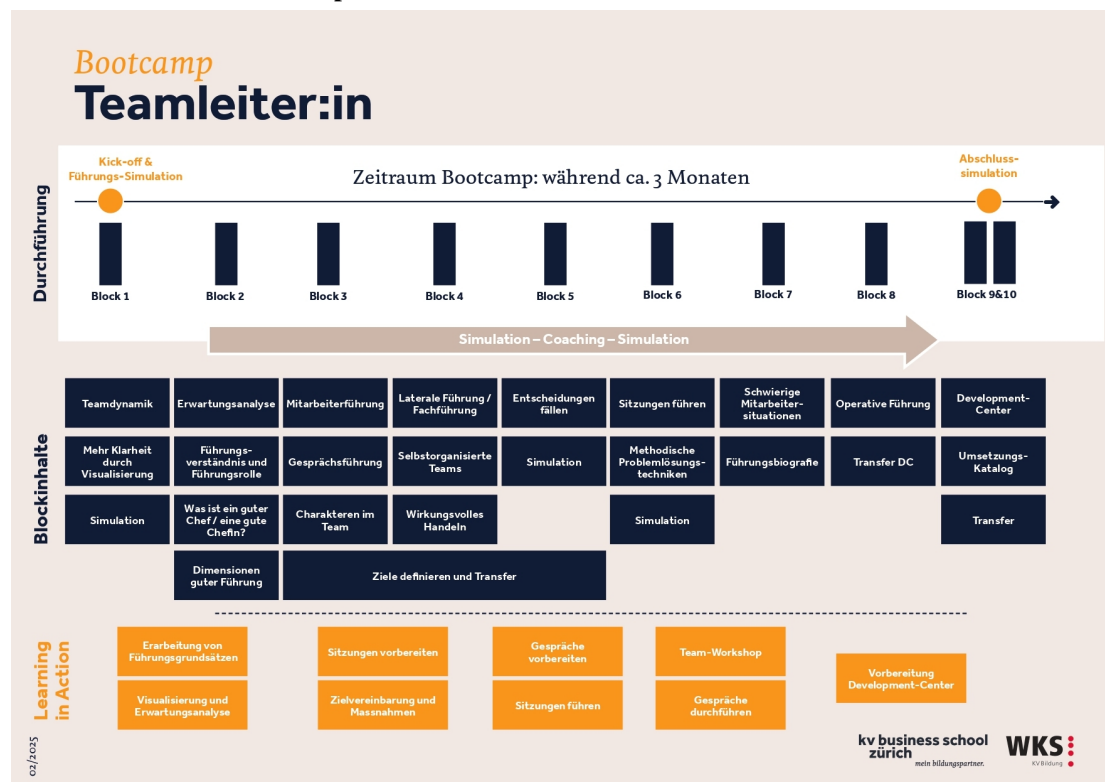 Bootcamp
Teamleiter:in
Durchführung
Kick-off &
Führungs-Simulation
Zeitraum Bootcamp: während ca. 3 Monaten
Abschluss-
simulation
Block 1
Block 2
Block 3
Block 4
Block 5
Block 6
Block 7
Block 8
Block 9&10
Simulation – Coaching – Simulation
Blockinhalte
Teamdynamik
Erwartungsanalyse
Mitarbeiterführung
Laterale Führung /
Fachführung
Entscheidungen
fällen
Sitzungen führen
Schwierige
Mitarbeiter-
situationen
Operative Führung
Development-
Center
Mehr Klarheit
durch
Visualisierung
Führungs-
verständnis und
Führungsrolle
Gesprächsführung
Selbstorganisierte
Teams
Simulation
Methodische
Problemlösungs-
techniken
Führungsbiografie
Transfer DC
Umsetzungs-
Katalog
Simulation
Was ist ein guter
Chef / eine gute
Chefin?
Charakteren im
Team
Wirkungsvolles
Handeln
Simulation
Transfer
Dimensionen
guter Führung
Ziele definieren und Transfer
Learning
in Action
Erarbeitung von
Führungsgrundsätzen
Sitzungen vorbereiten
Gespräche
vorbereiten
Team-Workshop
Vorbereitung
Development-Center
Visualisierung und
Erwartungsanalyse
Zielvereinbarung und
Massnahmen
Sitzungen führen
Gespräche
durchführen
02/2025
kv business school
zürich
mein bildungspartner.
WKS
KV Bildung